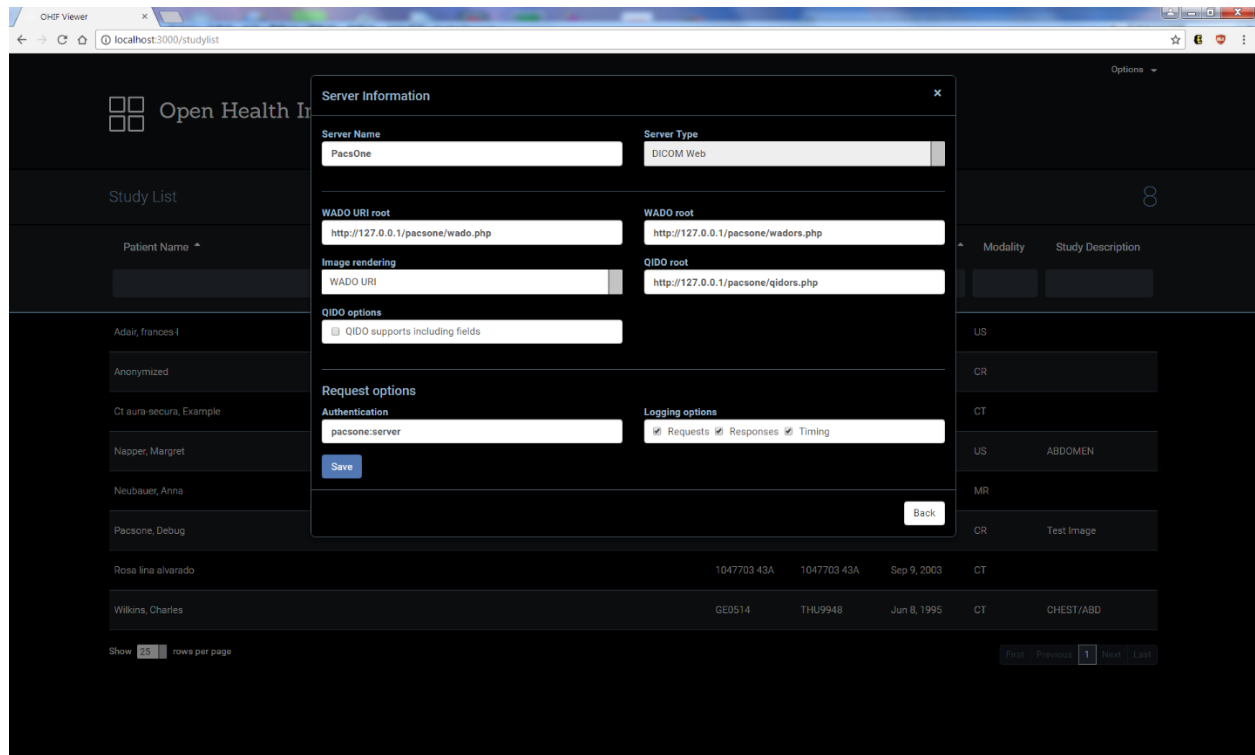 OHIF Viewer
localhost:3000/studylist
Options
Open Health In
Server Information
Server Name
Server Type
PacsOne
DICOM Web
Study List
8
WADO URI root
WADO root
http://127.0.0.1/pacsone/wado.php
http://127.0.0.1/pacsone/wadors.php
Patient Name
Modality
Study Description
Image rendering
QIDO root
WADO URI
http://127.0.0.1/pacsone/qidors.php
QIDO options
QIDO supports including fields
Adair, frances-l
US
Anonymized
CR
Request options
Authentication
Logging options
Ct aura-secura, Example
CT
pacsone:server
Requests Responses Timing
Napper, Margret
US ABDOMEN
Save
Neubauer, Anna
MR
Back
Pacsone, Debug
CR Test Image
Rosa lina alvarado 1047703 43A 1047703 43A Sep 9, 2003 CT
Wilkins, Charles GE0514 THU9948 Jun 8, 1995 CT CHEST/ABD
Show 25 rows per page
First Previous 1 Next Last